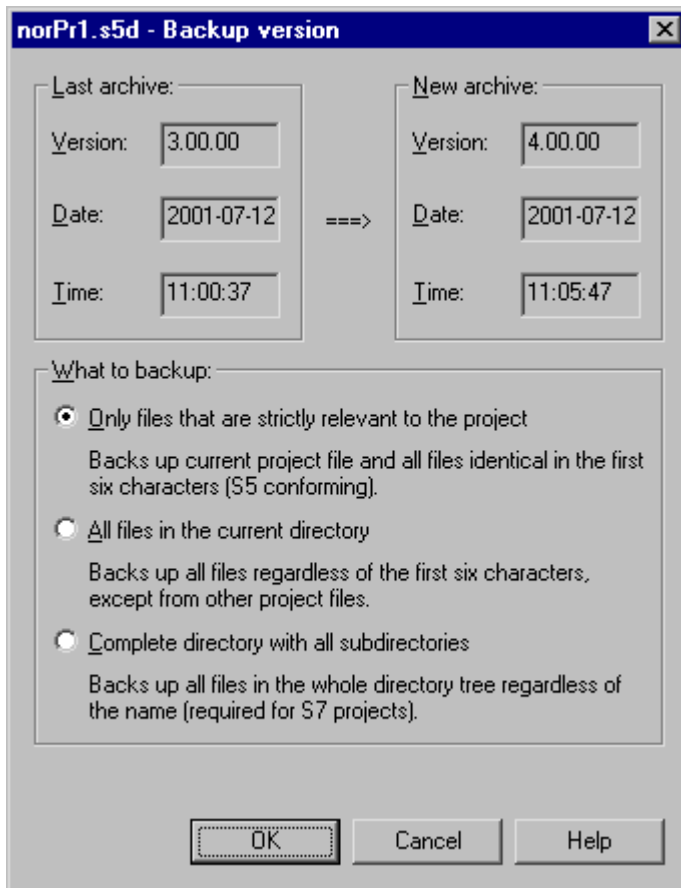 norPr1.s5d - Backup version
Last archive:
New archive:
Version: 3.00.00
Version: 4.00.00
Date: 2001-07-12
===>
Date: 2001-07-12
Time: 11:00:37
Time: 11:05:47
What to backup:
Only files that are strictly relevant to the project
Backs up current project file and all files identical in the first
six characters (S5 conforming).
All files in the current directory
Backs up all files regardless of the first six characters,
except from other project files.
Complete directory with all subdirectories
Backs up all files in the whole directory tree regardless of
the name (required for S7 projects).
OK
Cancel
Help